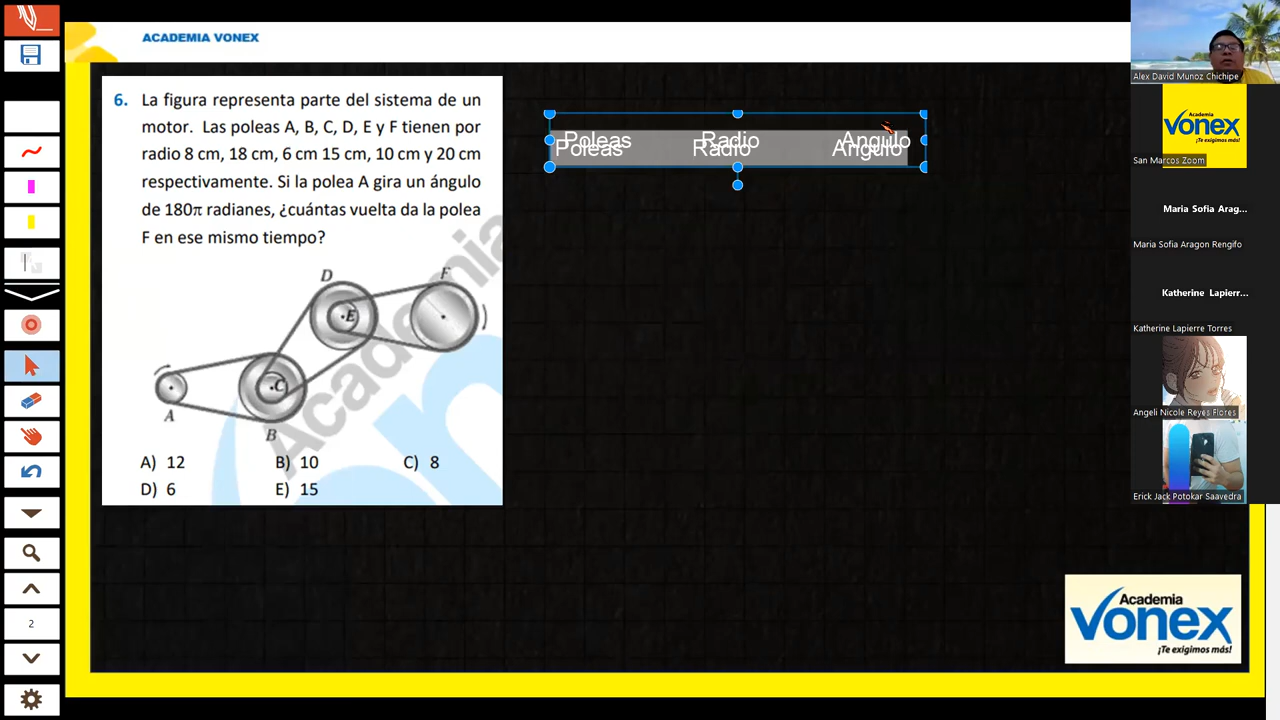 ACADEMIA VONEX
6. La figura representa parte del sistema de un
motor. Las poleas A, B, C, D, E y F tienen por
radio 8 cm, 18 cm, 6 cm 15 cm, 10 cm y 20 cm
respectivamente. Si la polea A gira un ángulo
de 180π radianes, ¿cuántas vuelta da la polea
F en ese mismo tiempo?
D
F
E
C
A
B
A) 12 B) 10 C) 8
D) 6 E) 15
Academia
Poleas Radio Angulo
Poleas Radio Angulo
Academia
Vonex
¡Te exigimos más!
2
Alex David Munoz Chichipe
Academia
Vonex
¡Te exigimos más!
San Marcos Zoom
Maria Sofia Arag...
Maria Sofia Aragon Rengifo
Katherine Lapierr...
Katherine Lapierre Torres
Angeli Nicole Reyes Flores
Erick Jack Potokar Saavedra